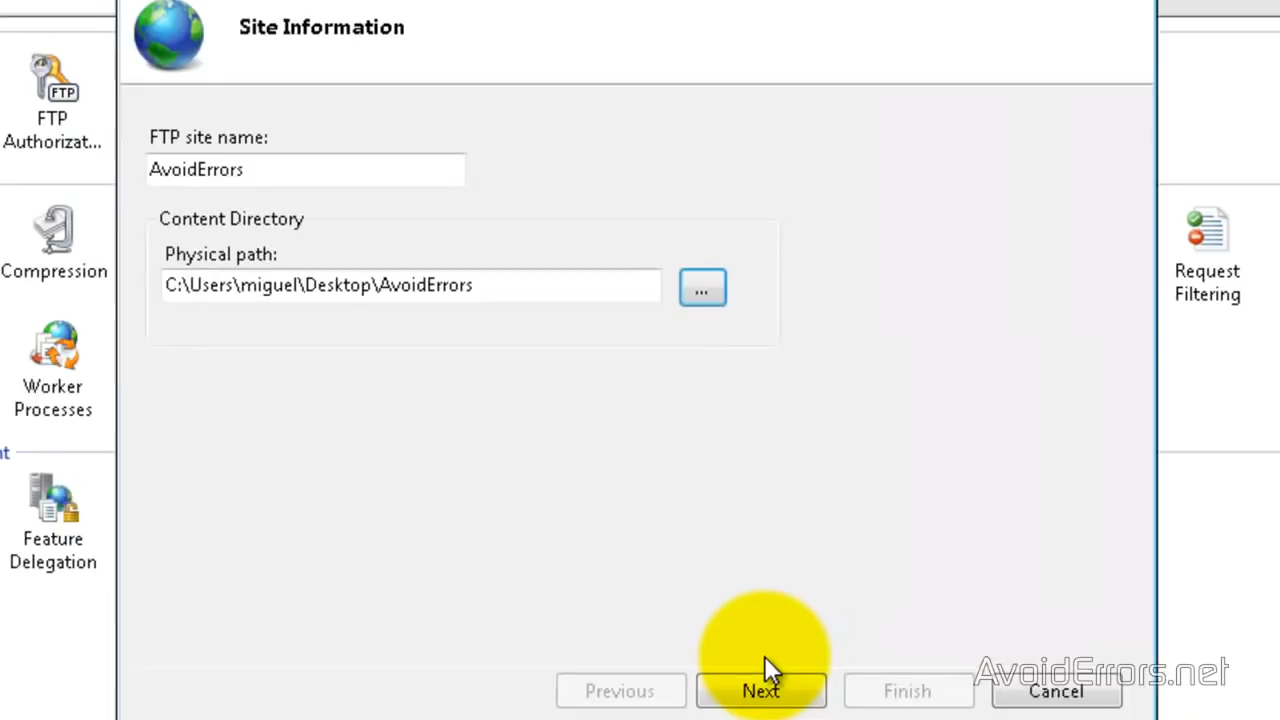 Site Information
FTP
FTP
Authorizat...
FTP site name:
AvoidErrors
Content Directory
Physical path:
C:\Users\miguel\Desktop\AvoidErrors
...
Compression
Request
Filtering
Worker
Processes
nt
Feature
Delegation
Previous
Next
Finish
Cancel
AvoidErrors.net